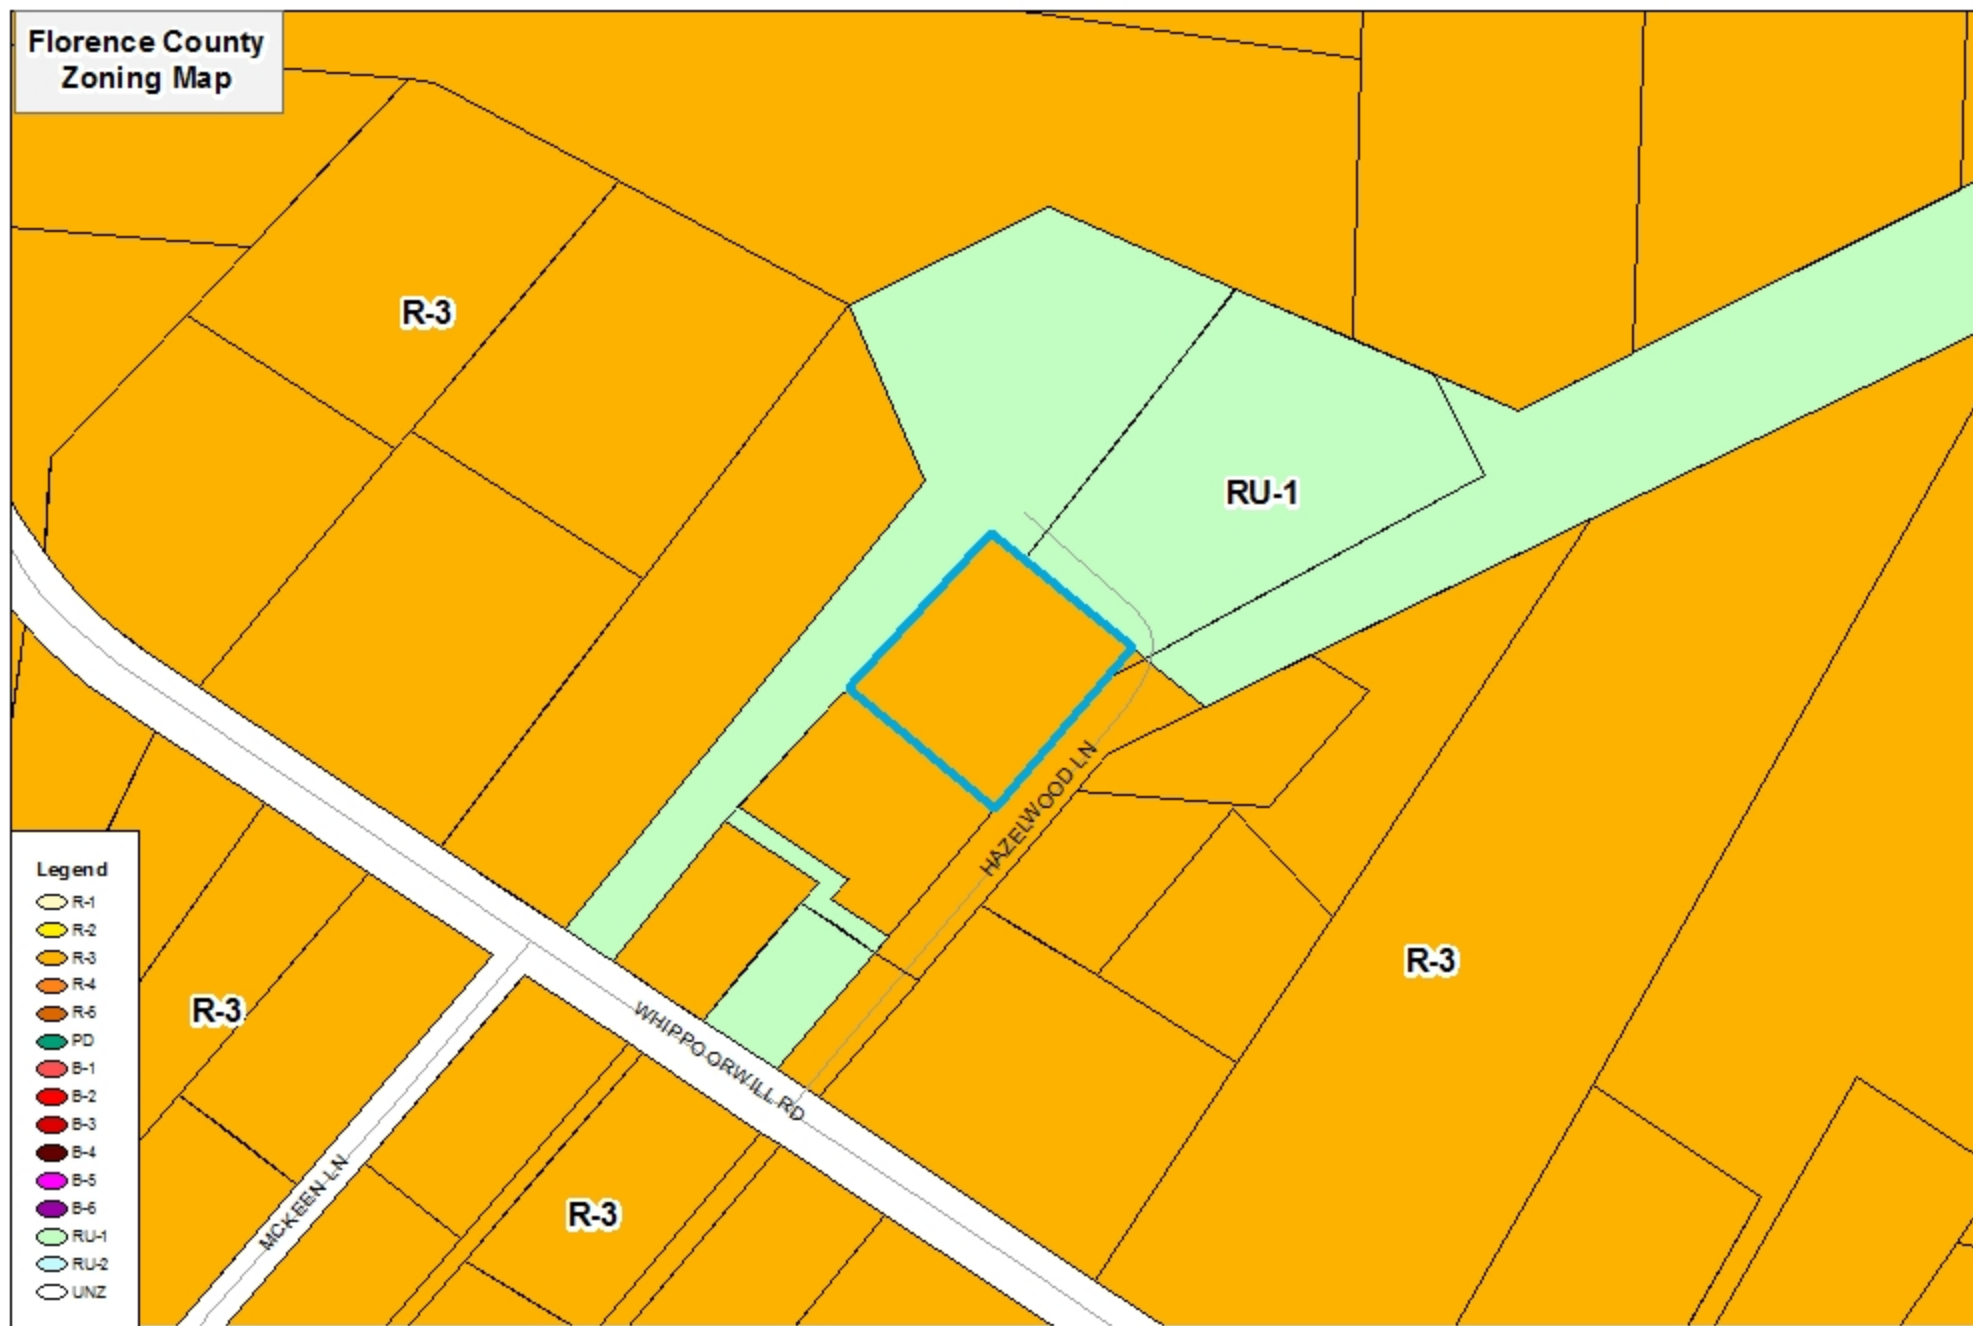 Florence County
Zoning Map
R-3
RU-1
HAZELWOOD LN
R-3
R-3
WHIPPOORWILL RD
MCKEEN LN
R-3
Legend
R-1
R-2
R-3
R-4
R-5
PD
B-1
B-2
B-3
B-4
B-5
B-6
RU-1
RU-2
UNZ